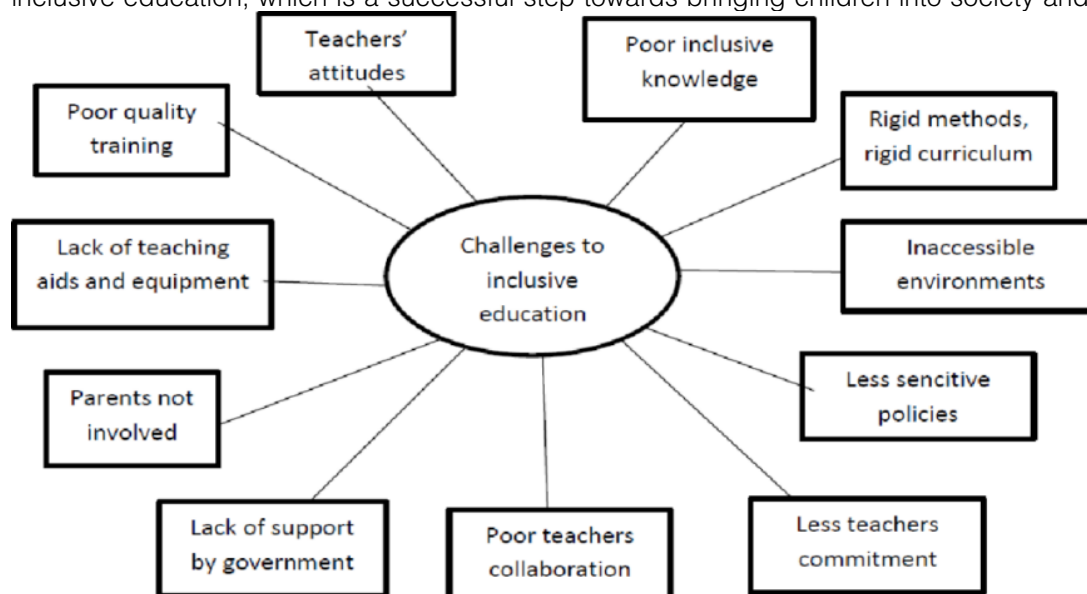 inclusive education, which is a successful step towards bringing children into society and
Teachers'
attitudes
Poor inclusive
knowledge
Poor quality
training
Rigid methods,
rigid curriculum
Lack of teaching
aids and equipment
Challenges to
inclusive
education
Inaccessible
environments
Parents not
involved
Less sencitive
policies
Lack of support
by government
Poor teachers
collaboration
Less teachers
commitment